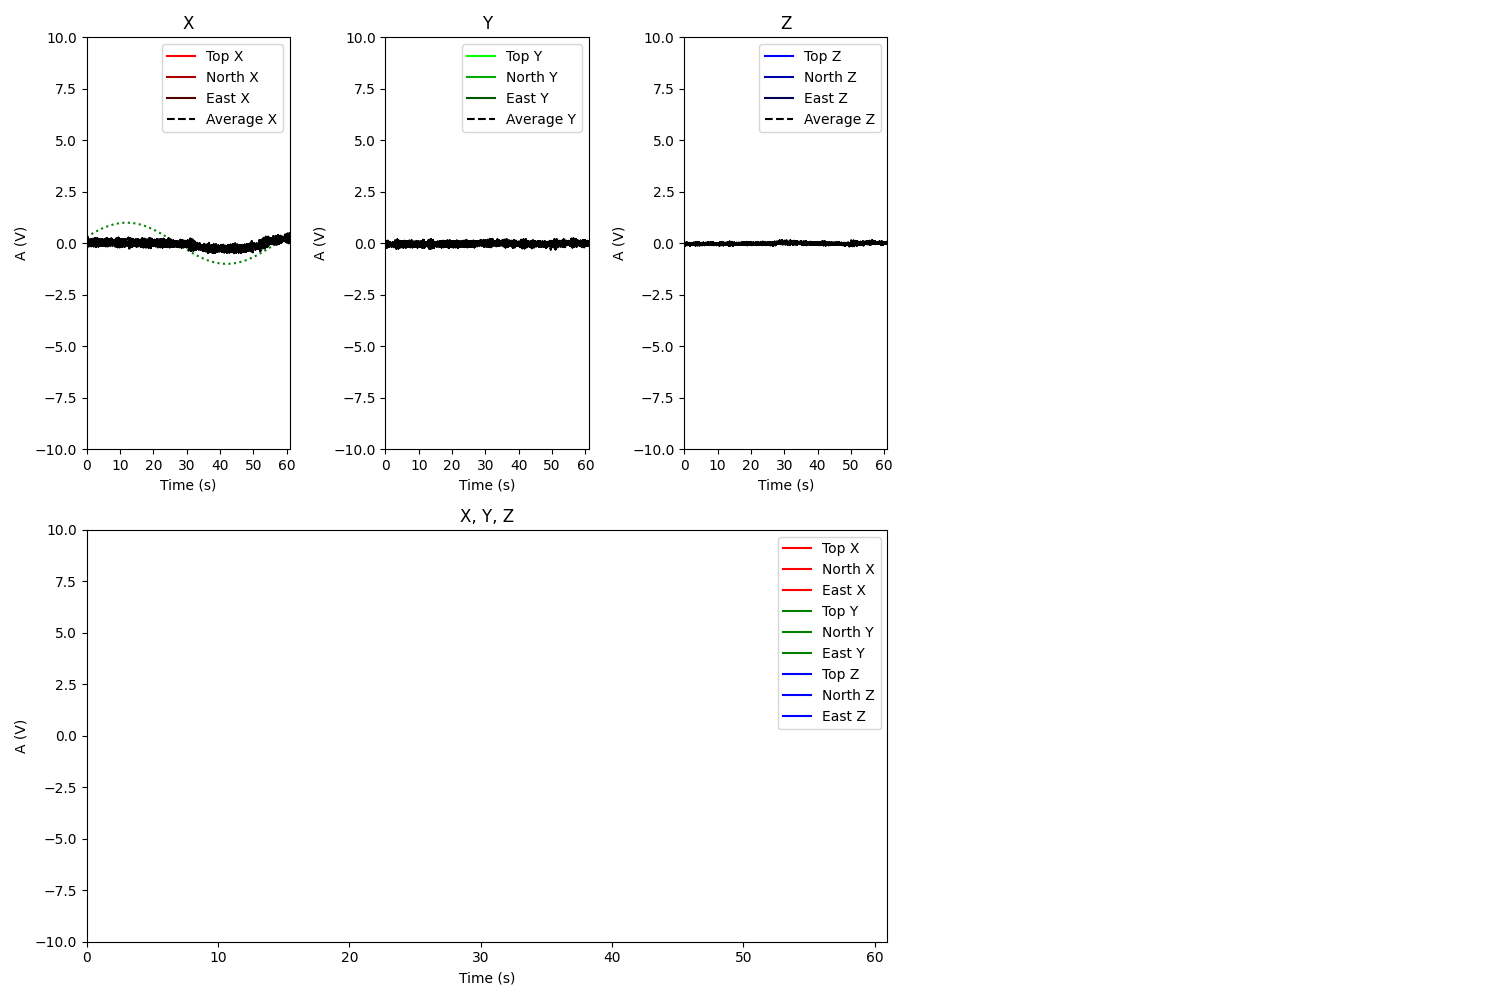 X
Y
Z
10.0
7.5
5.0
2.5
0.0
−2.5
−5.0
−7.5
−10.0
A (V)
0 10 20 30 40 50 60
Time (s)
Top X
North X
East X
Average X
10.0
7.5
5.0
2.5
0.0
−2.5
−5.0
−7.5
−10.0
A (V)
0 10 20 30 40 50 60
Time (s)
Top Y
North Y
East Y
Average Y
10.0
7.5
5.0
2.5
0.0
−2.5
−5.0
−7.5
−10.0
A (V)
0 10 20 30 40 50 60
Time (s)
Top Z
North Z
East Z
Average Z
X, Y, Z
10.0
7.5
5.0
2.5
0.0
−2.5
−5.0
−7.5
−10.0
A (V)
0 10 20 30 40 50 60
Time (s)
Top X
North X
East X
Top Y
North Y
East Y
Top Z
North Z
East Z